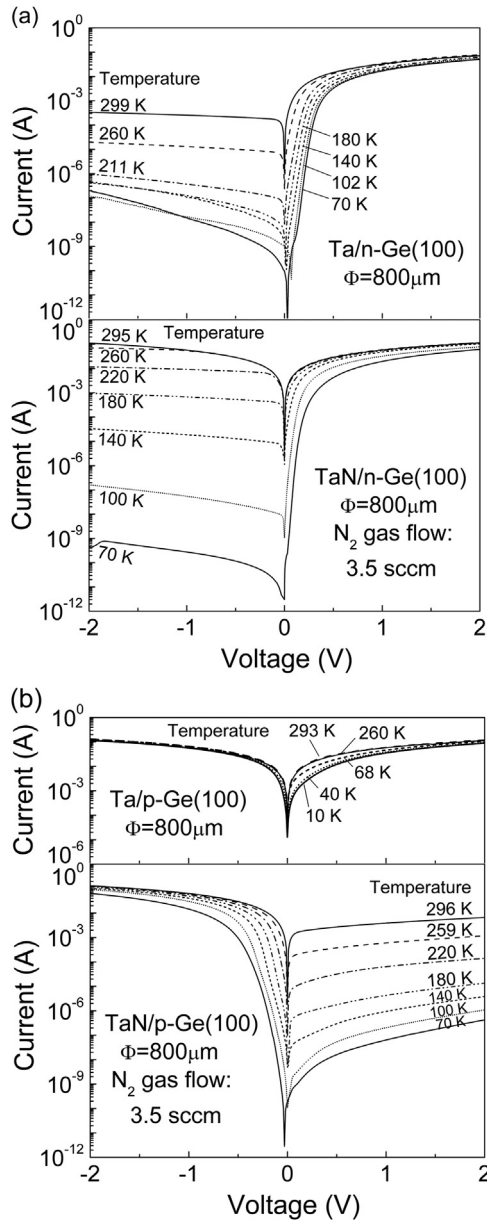 (a)
10⁰
10⁻³
10⁻⁶
10⁻⁹
10⁻¹²
Current (A)
Temperature
299 K
260 K
211 K
180 K
140 K
102 K
70 K
Ta/n-Ge(100)
Φ=800μm
10⁰
10⁻³
10⁻⁶
10⁻⁹
10⁻¹²
Current (A)
Temperature
295 K
260 K
220 K
180 K
140 K
100 K
70 K
TaN/n-Ge(100)
Φ=800μm
N₂ gas flow:
3.5 sccm
-2 -1 0 1 2
Voltage (V)
(b)
10⁰
10⁻³
10⁻⁶
Current (A)
Temperature
293 K
260 K
68 K
40 K
10 K
Ta/p-Ge(100)
Φ=800μm
10⁰
10⁻³
10⁻⁶
10⁻⁹
10⁻¹²
Current (A)
Temperature
296 K
259 K
220 K
180 K
140 K
100 K
70 K
TaN/p-Ge(100)
Φ=800μm
N₂ gas flow:
3.5 sccm
-2 -1 0 1 2
Voltage (V)